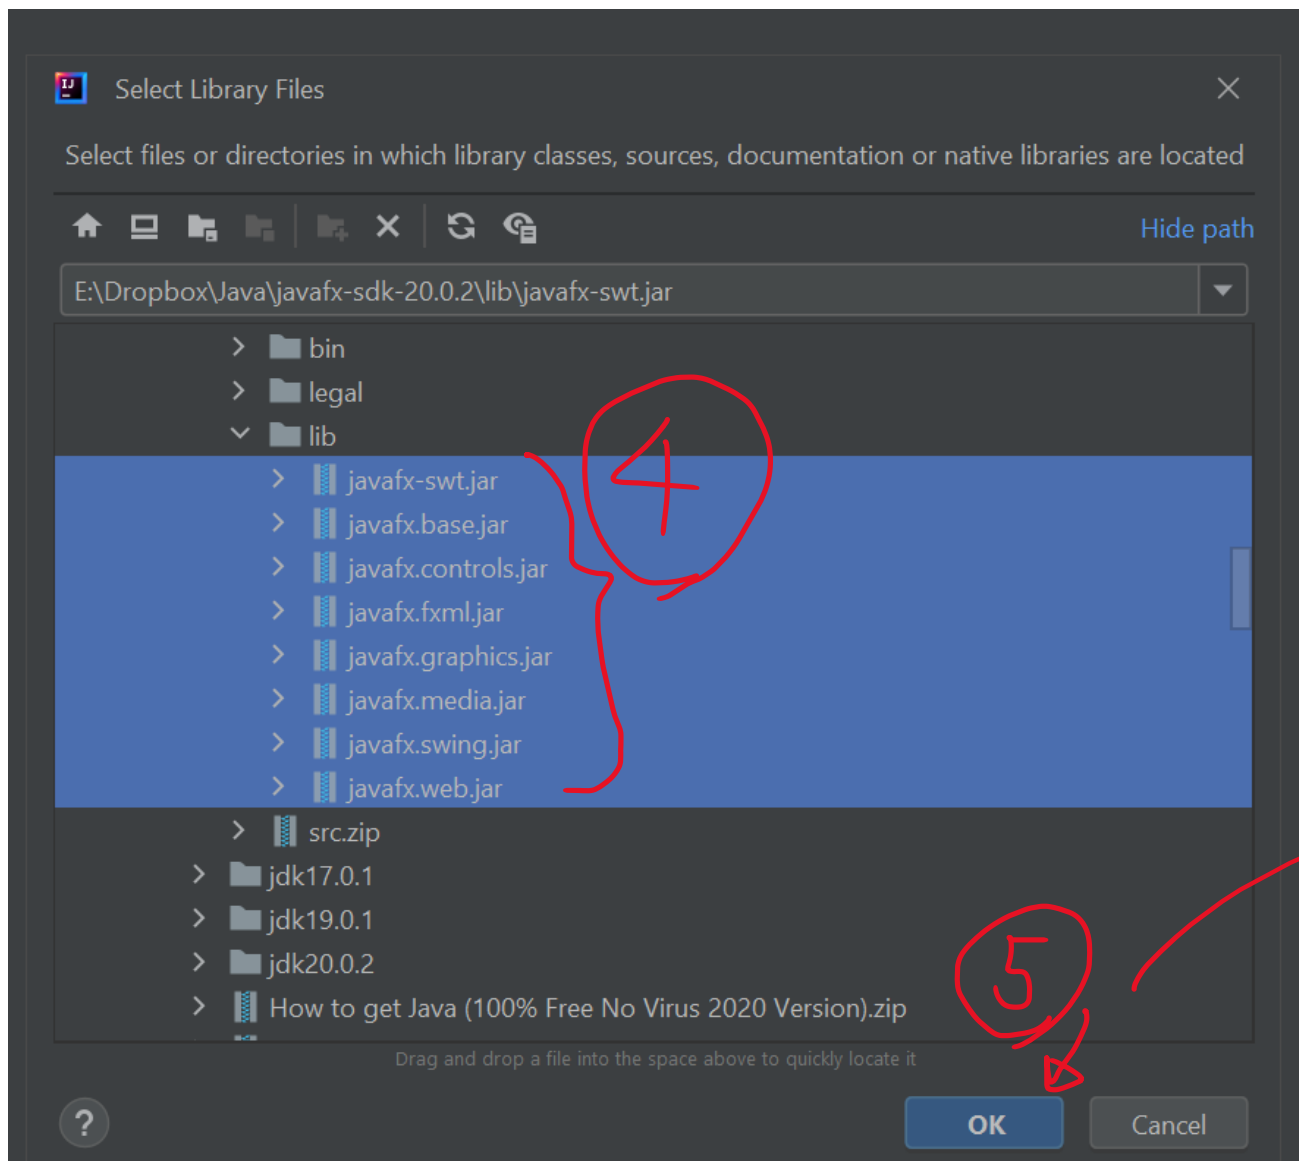 IJ
Select Library Files
Select files or directories in which library classes, sources, documentation or native libraries are located
Hide path
E:\Dropbox\Java\javafx-sdk-20.0.2\lib\javafx-swt.jar
bin
legal
lib
4
javafx-swt.jar
javafx.base.jar
javafx.controls.jar
javafx.fxml.jar
javafx.graphics.jar
javafx.media.jar
javafx.swing.jar
javafx.web.jar
src.zip
jdk17.0.1
jdk19.0.1
jdk20.0.2
5
How to get Java (100% Free No Virus 2020 Version).zip
Drag and drop a file into the space above to quickly locate it
?
OK
Cancel